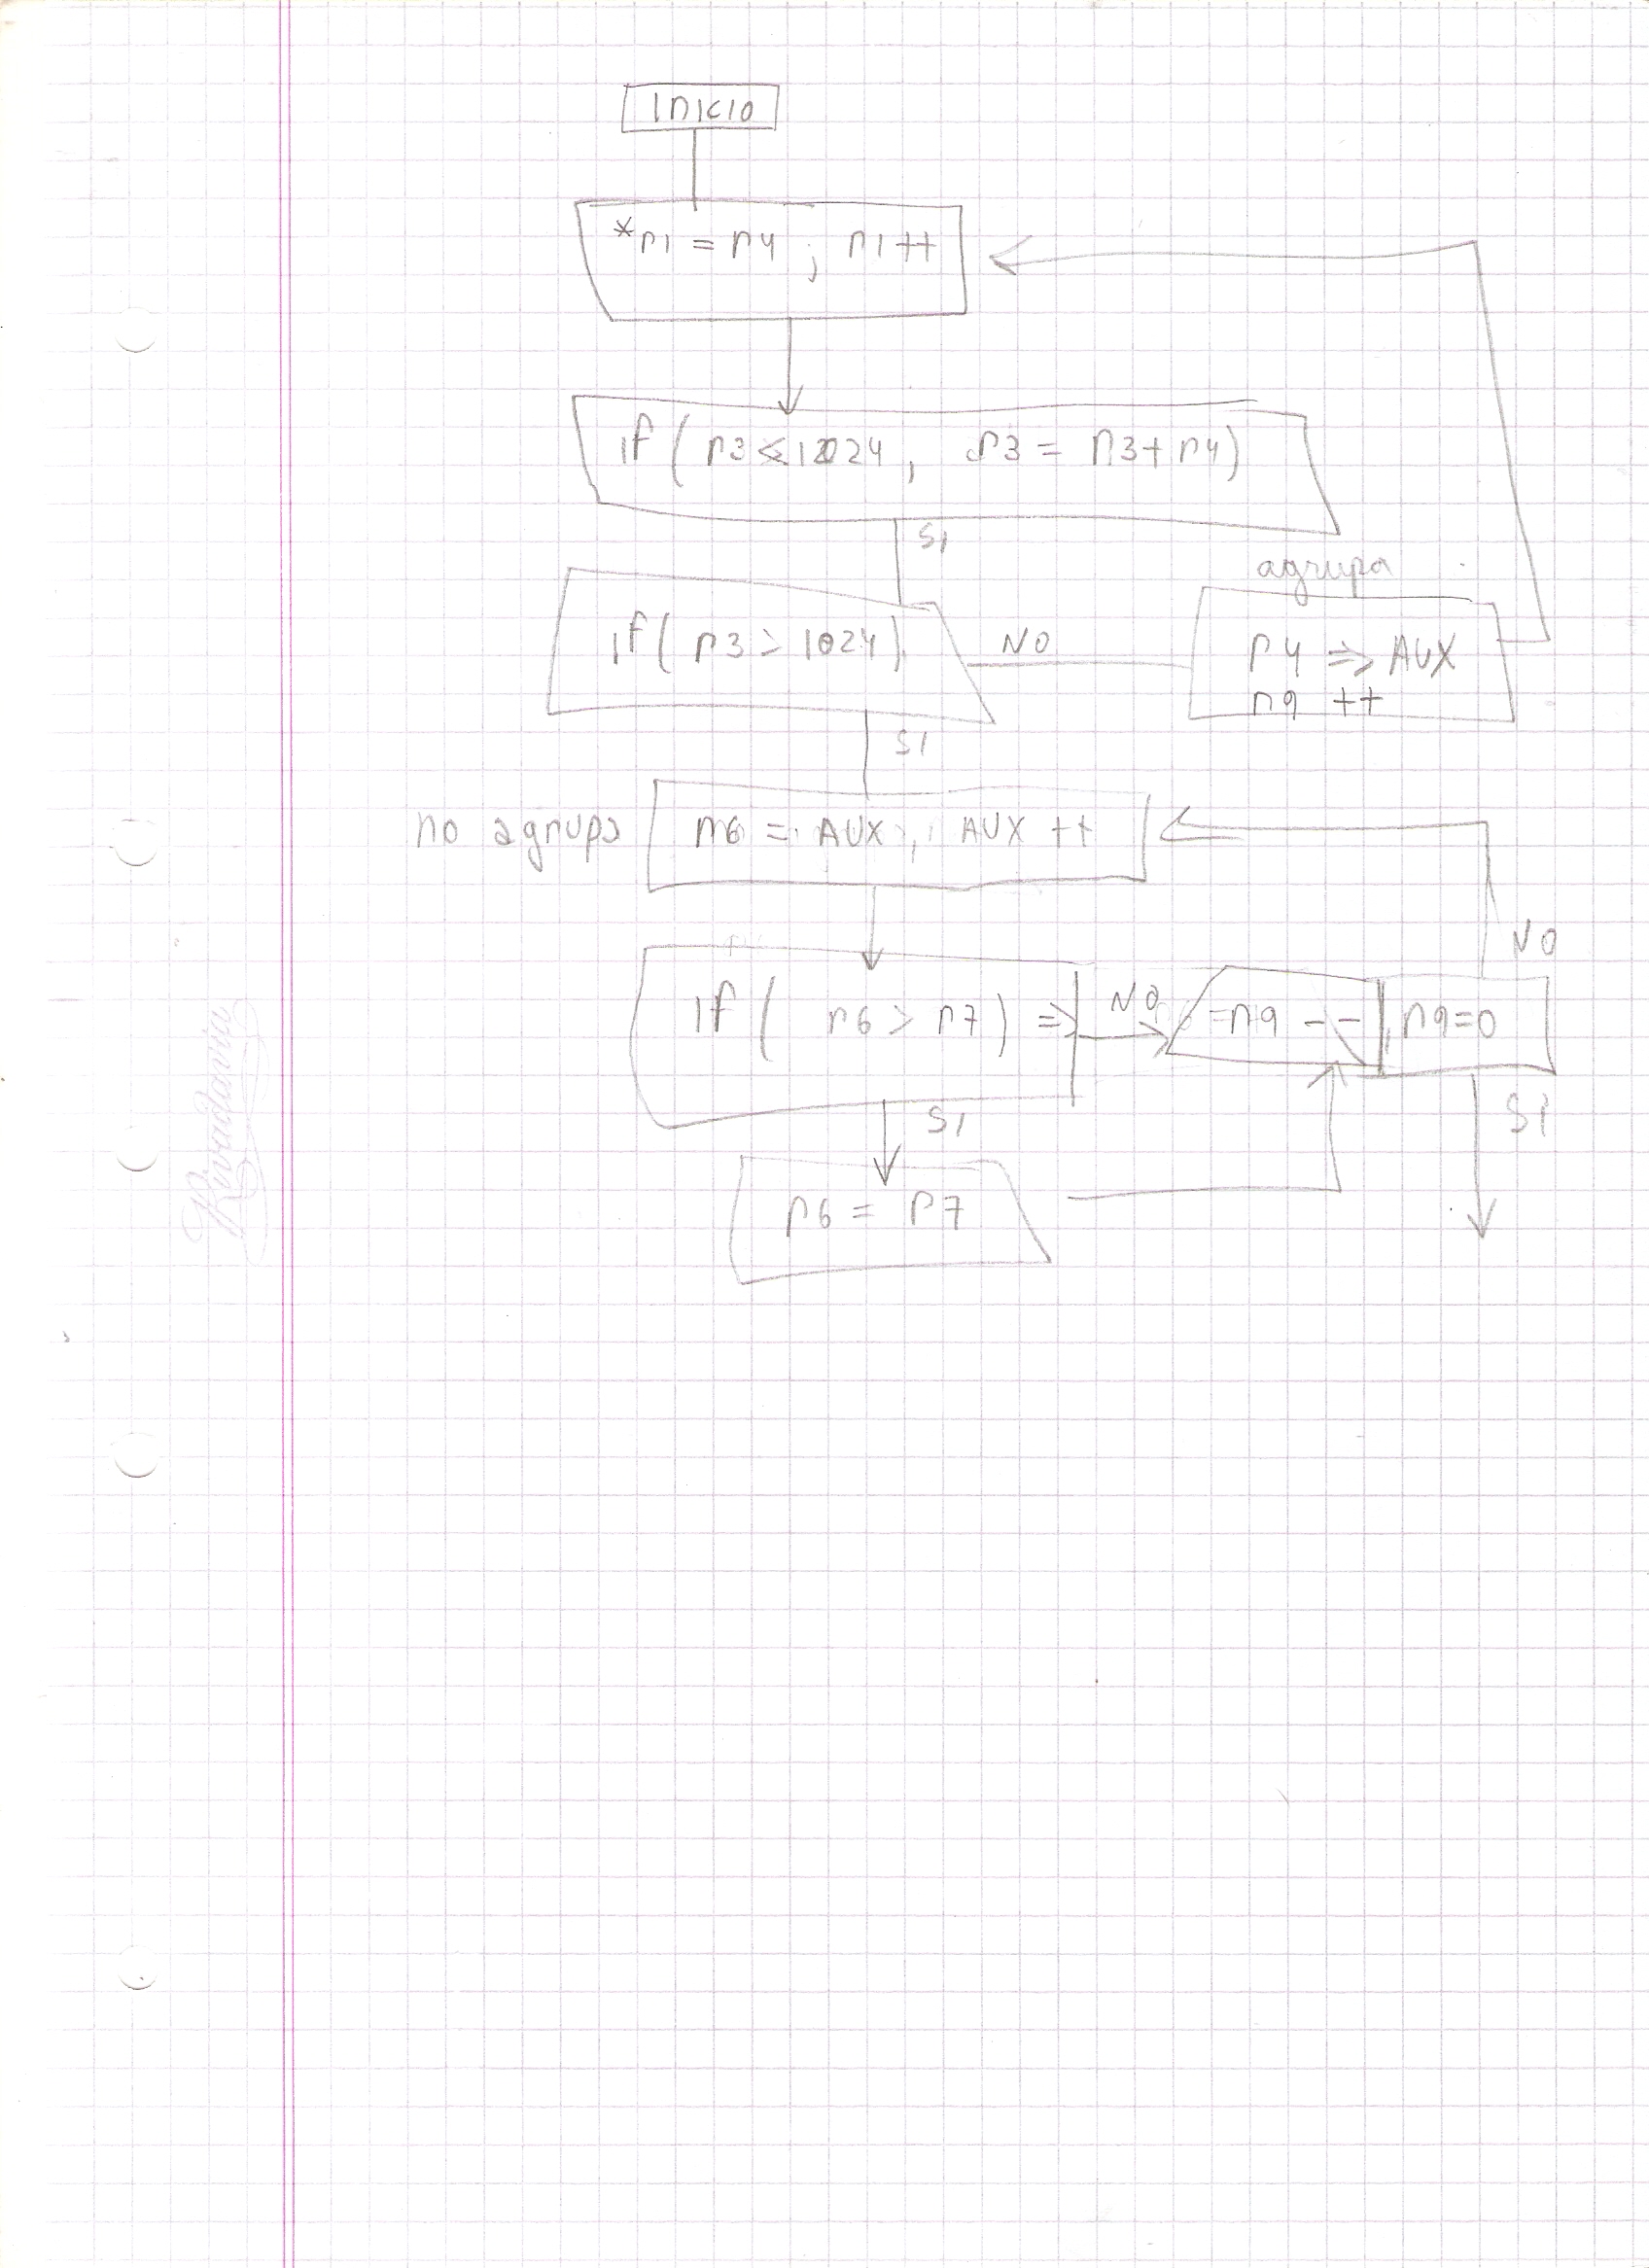 INICIO
*r1 = r4 ; r1++
if ( r3 ≤ 1024 , r3 = r3 + r4)
SI
agrupa
if ( r3 > 1024)
NO
r4 => AUX
r9 ++
SI
no agrupa
r6 = AUX , AUX ++
NO
if ( r6 > r7 ) =>
NO
r9 --
r9=0
SI
SI
r6 = r7
Rivadavia